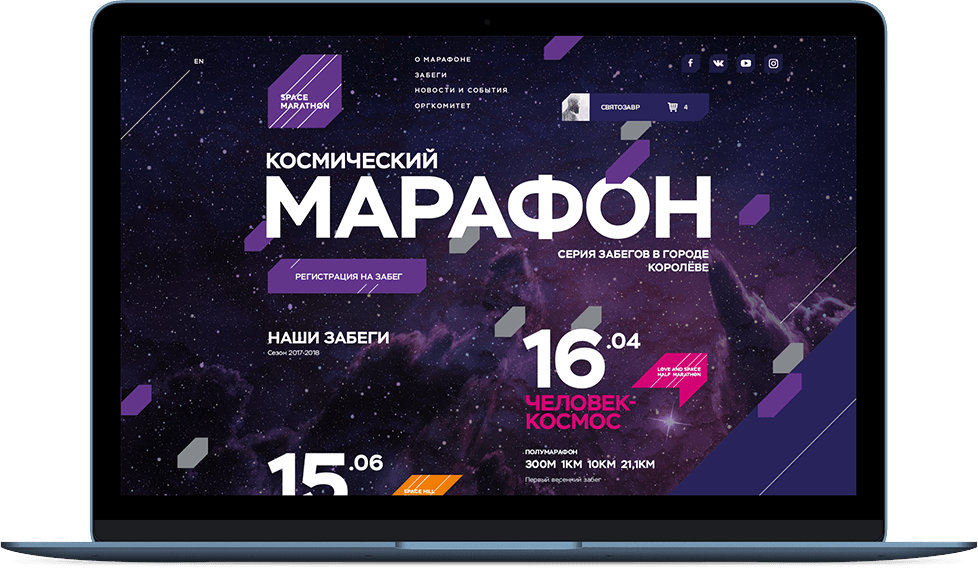 EN
SPACE
MARATHON
О МАРАФОНЕ
ЗАБЕГИ
НОВОСТИ И СОБЫТИЯ
ОРГКОМИТЕТ
СВЯТОЗАВР
4
КОСМИЧЕСКИЙ
МАРАФОН
СЕРИЯ ЗАБЕГОВ В ГОРОДЕ
КОРОЛЁВЕ
РЕГИСТРАЦИЯ НА ЗАБЕГ
НАШИ ЗАБЕГИ
Сезон 2017-2018
16.04
LOVE AND SPACE
HALF MARATHON
ЧЕЛОВЕК-
КОСМОС
ПОЛУМАРАФОН
300М 1КМ 10КМ 21,1КМ
Первый весенний забег
15.06
SPACE HILL